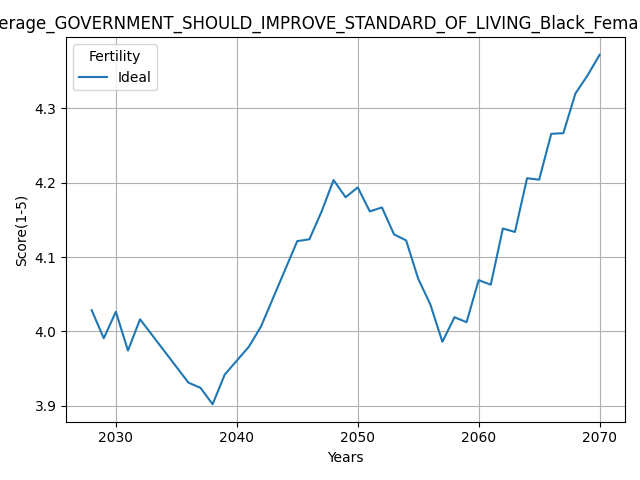 erage_GOVERNMENT_SHOULD_IMPROVE_STANDARD_OF_LIVING_Black_Fema
Fertility
Ideal
Score(1-5)
4.3
4.2
4.1
4.0
3.9
2030 2040 2050 2060 2070
Years